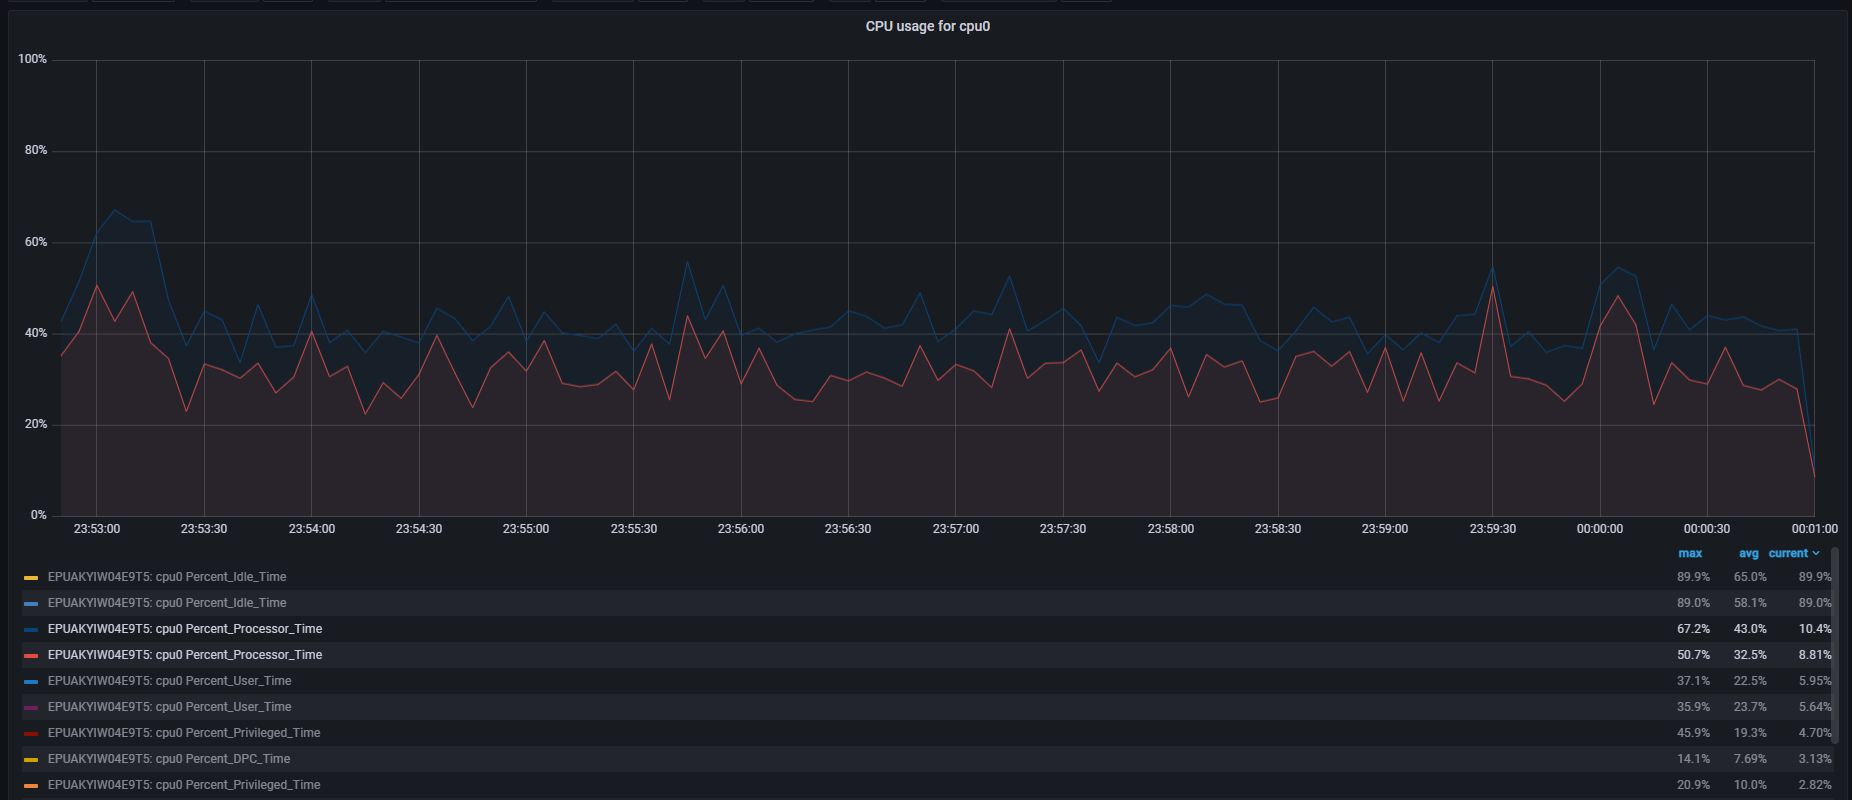 CPU usage for cpu0
100%
80%
60%
40%
20%
0%
23:53:00 23:53:30 23:54:00 23:54:30 23:55:00 23:55:30 23:56:00 23:56:30 23:57:00 23:57:30 23:58:00 23:58:30 23:59:00 23:59:30 00:00:00 00:00:30 00:01:00
max avg current
EPUAKYIW04E9T5: cpu0 Percent_Idle_Time 89.9% 65.0% 89.9%
EPUAKYIW04E9T5: cpu0 Percent_Idle_Time 89.0% 58.1% 89.0%
EPUAKYIW04E9T5: cpu0 Percent_Processor_Time 67.2% 43.0% 10.4%
EPUAKYIW04E9T5: cpu0 Percent_Processor_Time 50.7% 32.5% 8.81%
EPUAKYIW04E9T5: cpu0 Percent_User_Time 37.1% 22.5% 5.95%
EPUAKYIW04E9T5: cpu0 Percent_User_Time 35.9% 23.7% 5.64%
EPUAKYIW04E9T5: cpu0 Percent_Privileged_Time 45.9% 19.3% 4.70%
EPUAKYIW04E9T5: cpu0 Percent_DPC_Time 14.1% 7.69% 3.13%
EPUAKYIW04E9T5: cpu0 Percent_Privileged_Time 20.9% 10.0% 2.82%